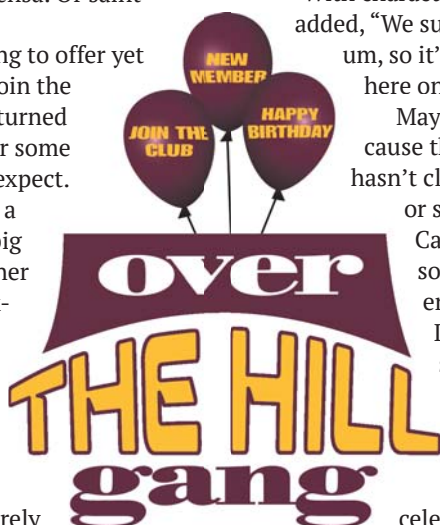 ng to offer yet
oin the
turned
r some
expect.
a
big
her
rely
NEW
MEMBER
JOIN THE
CLUB
HAPPY
BIRTHDAY
over
THE HILL
gang
added, “We su
um, so it’
here on
May
cause th
hasn’t cl
or s
Ca
so
cele